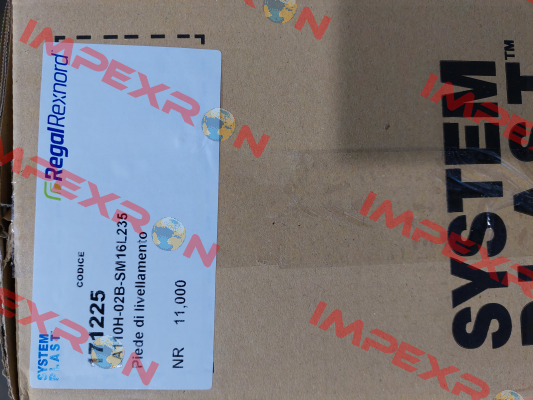 RegalRexnord
CODICE
171225
A110H-02B-SM16L235
Piede di livellamento
NR 11,000
SYSTEM
PLAST
SYSTEM
PLAST™
IMPEXRON
IMPEXRON
IMPEXRON
IMPEXRON
IMPEXRON
IMPEXRON